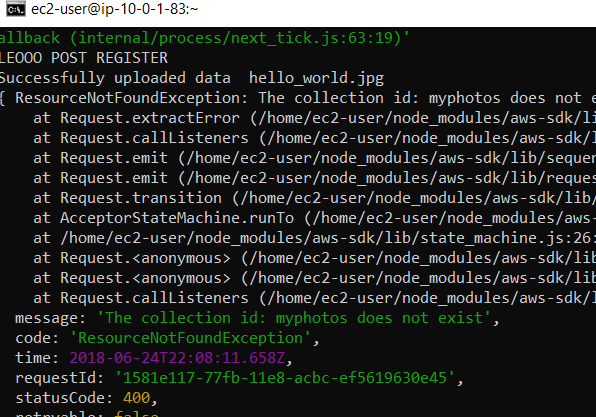 ec2-user@ip-10-0-1-83:~
allback (internal/process/next_tick.js:63:19)'
LEOOO POST REGISTER
Successfully uploaded data  hello_world.jpg
{ ResourceNotFoundException: The collection id: myphotos does not e
at Request.extractError (/home/ec2-user/node_modules/aws-sdk/li
at Request.callListeners (/home/ec2-user/node_modules/aws-sdk/l
at Request.emit (/home/ec2-user/node_modules/aws-sdk/lib/sequen
at Request.emit (/home/ec2-user/node_modules/aws-sdk/lib/reques
at Request.transition (/home/ec2-user/node_modules/aws-sdk/lib/
at AcceptorStateMachine.runTo (/home/ec2-user/node_modules/aws-
at /home/ec2-user/node_modules/aws-sdk/lib/state_machine.js:26:
at Request.<anonymous> (/home/ec2-user/node_modules/aws-sdk/lib
at Request.<anonymous> (/home/ec2-user/node_modules/aws-sdk/lib
at Request.callListeners (/home/ec2-user/node_modules/aws-sdk/l
message: 'The collection id: myphotos does not exist',
code: 'ResourceNotFoundException',
time: 2018-06-24T22:08:11.658Z,
requestId: '1581e117-77fb-11e8-acbc-ef5619630e45',
statusCode: 400,
retryable: false